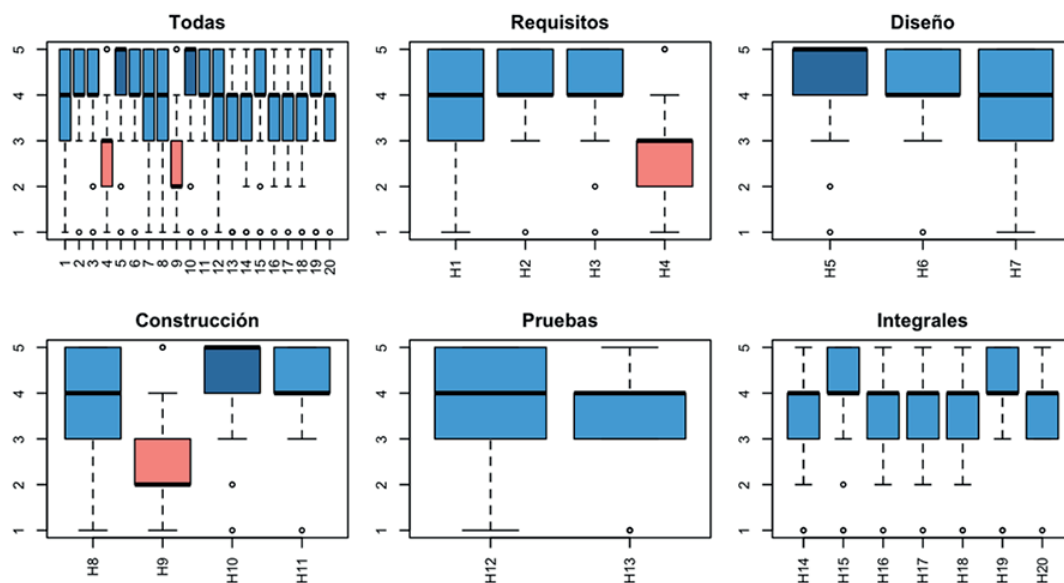 Todas
5
4
3
2
1
1 2 3 4 5 6 7 8 9 10 11 12 13 14 15 16 17 18 19 20
Requisitos
5
4
3
2
1
H1 H2 H3 H4
Diseño
5
4
3
2
1
H5 H6 H7
Construcción
5
4
3
2
1
H8 H9 H10 H11
Pruebas
5
4
3
2
1
H12 H13
Integrales
5
4
3
2
1
H14 H15 H16 H17 H18 H19 H20